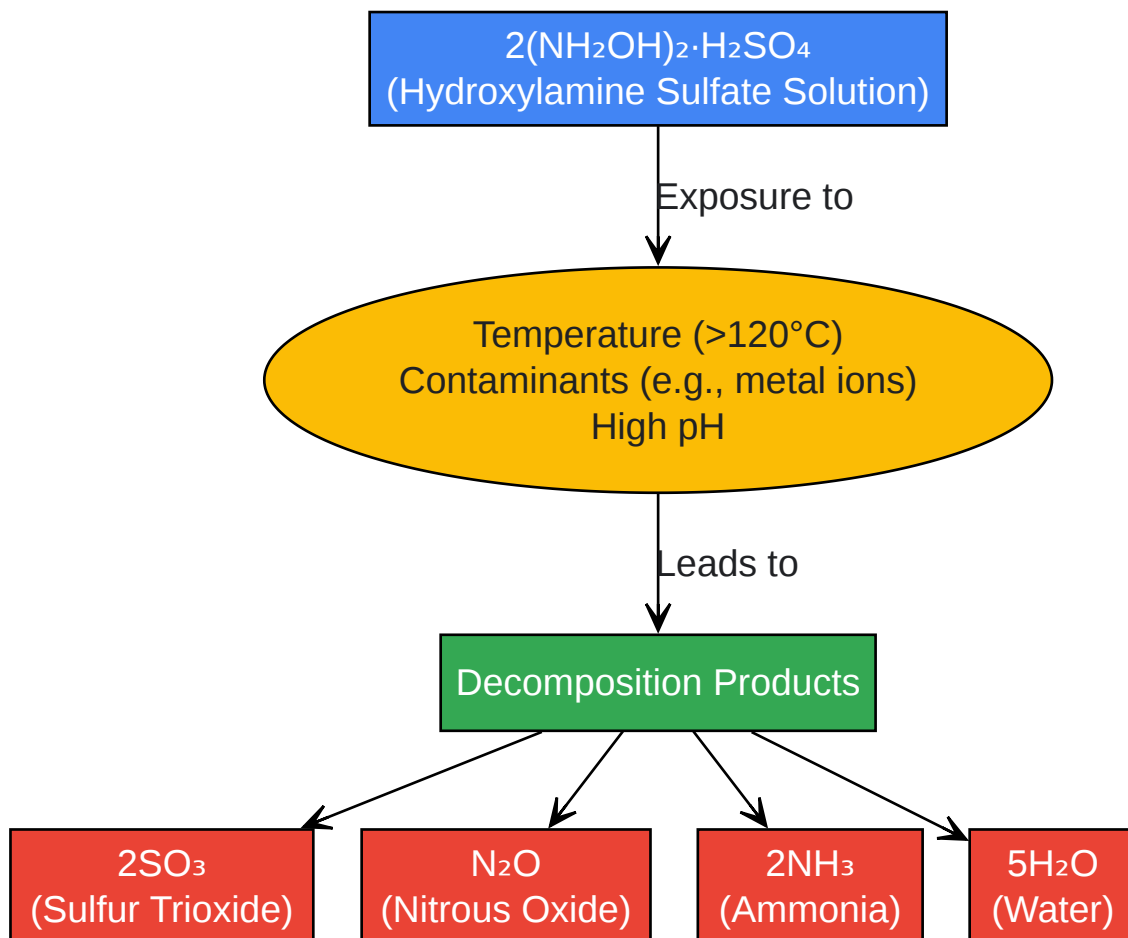 2(NH₂OH)₂·H₂SO₄
(Hydroxylamine Sulfate Solution)
Exposure to
Temperature (>120°C)
Contaminants (e.g., metal ions)
High pH
Leads to
Decomposition Products
2SO₃
(Sulfur Trioxide)
N₂O
(Nitrous Oxide)
2NH₃
(Ammonia)
5H₂O
(Water)